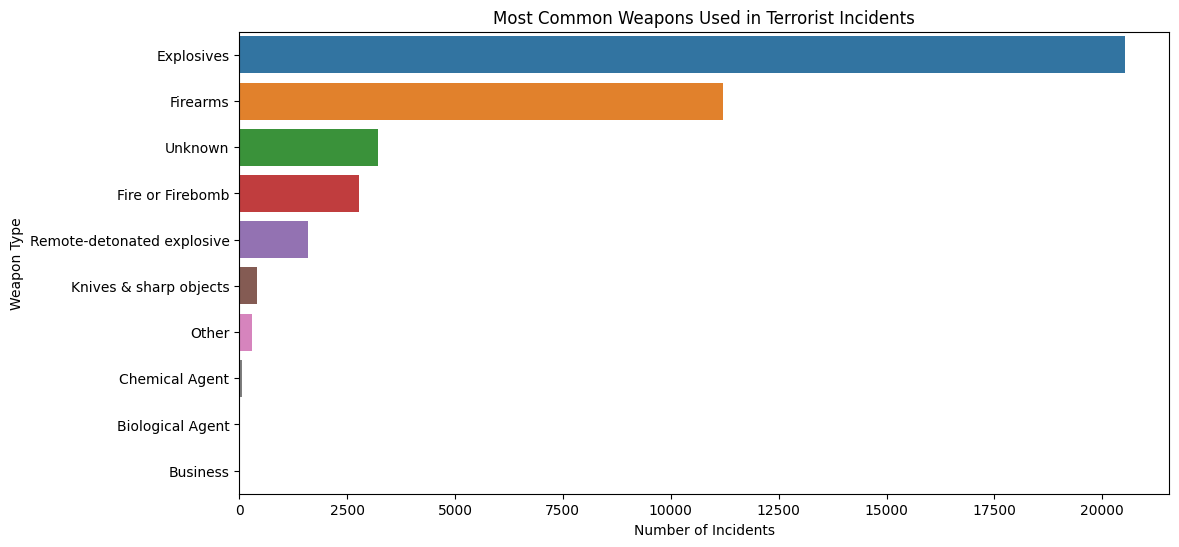 Most Common Weapons Used in Terrorist Incidents
Weapon Type
Explosives
Firearms
Unknown
Fire or Firebomb
Remote-detonated explosive
Knives & sharp objects
Other
Chemical Agent
Biological Agent
Business
0 2500 5000 7500 10000 12500 15000 17500 20000
Number of Incidents